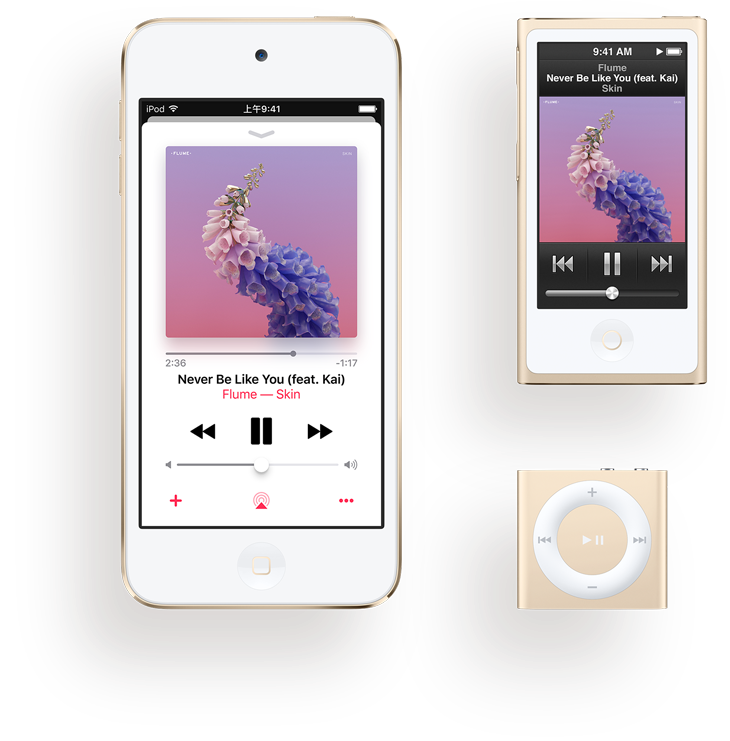 iPod
上午9:41
·FLUME·
SKIN
2:36
-1:17
Never Be Like You (feat. Kai)
Flume — Skin
9:41 AM
Flume
Never Be Like You (feat. Kai)
Skin
·FLUME·